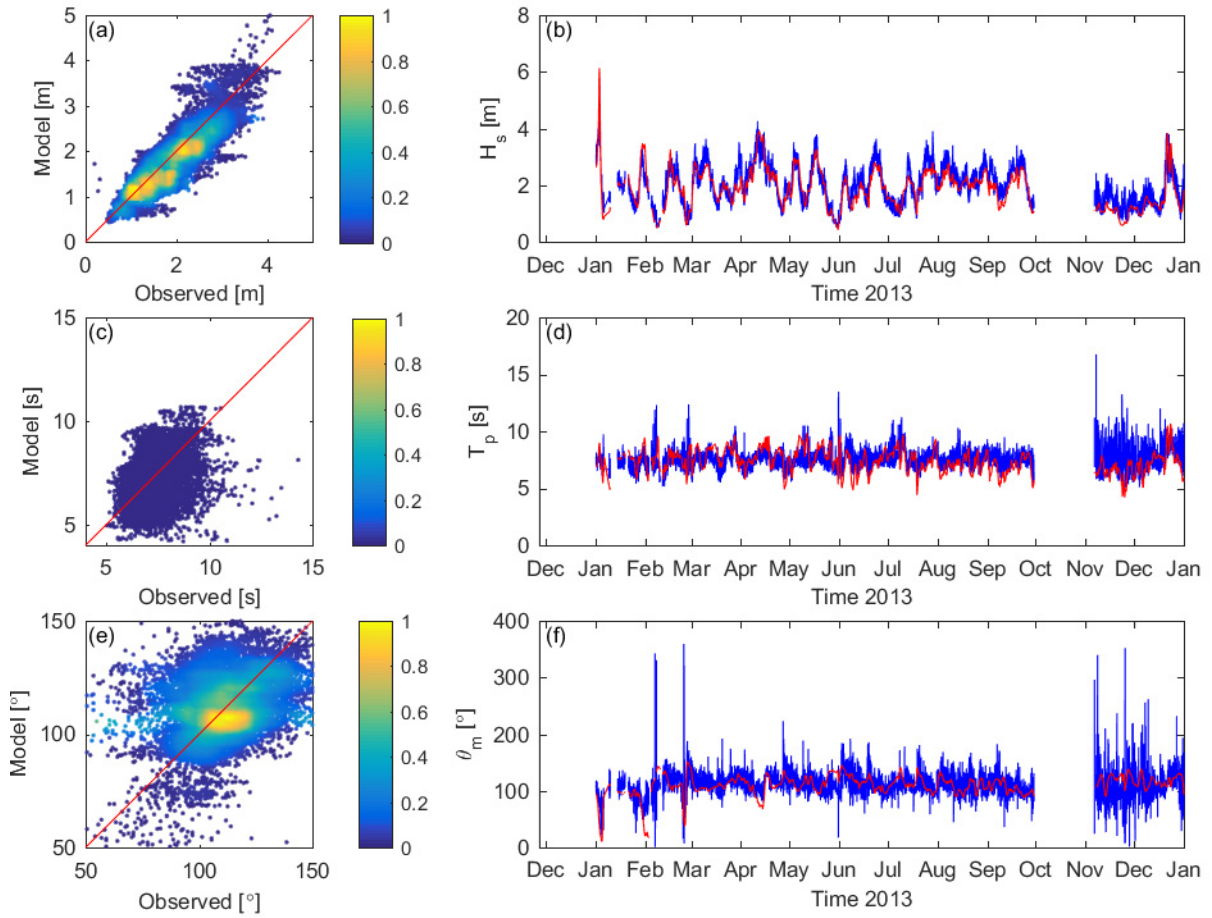 (a)
5
4
3
2
1
0
Model [m]
0 2 4
Observed [m]
1
0.8
0.6
0.4
0.2
0
(b)
8
6
4
2
0
H_s [m]
Dec Jan Feb Mar Apr May Jun Jul Aug Sep Oct Nov Dec Jan
Time 2013
(c)
15
10
5
Model [s]
5 10 15
Observed [s]
1
0.8
0.6
0.4
0.2
0
(d)
20
15
10
5
0
T_p [s]
Dec Jan Feb Mar Apr May Jun Jul Aug Sep Oct Nov Dec Jan
Time 2013
(e)
150
100
50
Model [°]
50 100 150
Observed [°]
1
0.8
0.6
0.4
0.2
0
(f)
400
300
200
100
0
θ_m [°]
Dec Jan Feb Mar Apr May Jun Jul Aug Sep Oct Nov Dec Jan
Time 2013